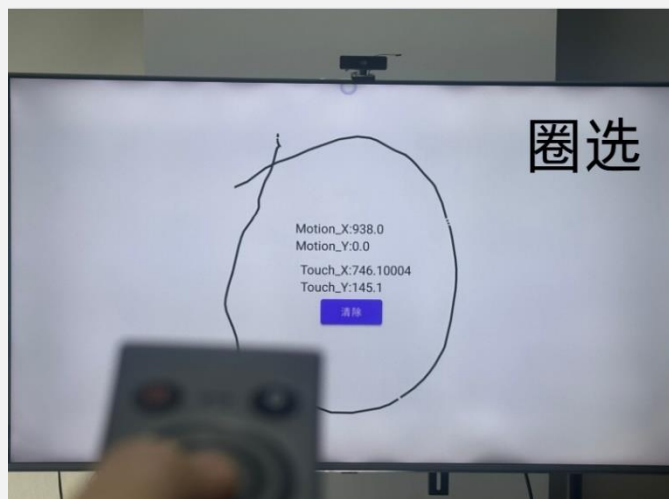 圈选
Motion_X:938.0
Motion_Y:0.0
Touch_X:746.10004
Touch_Y:145.1
清除